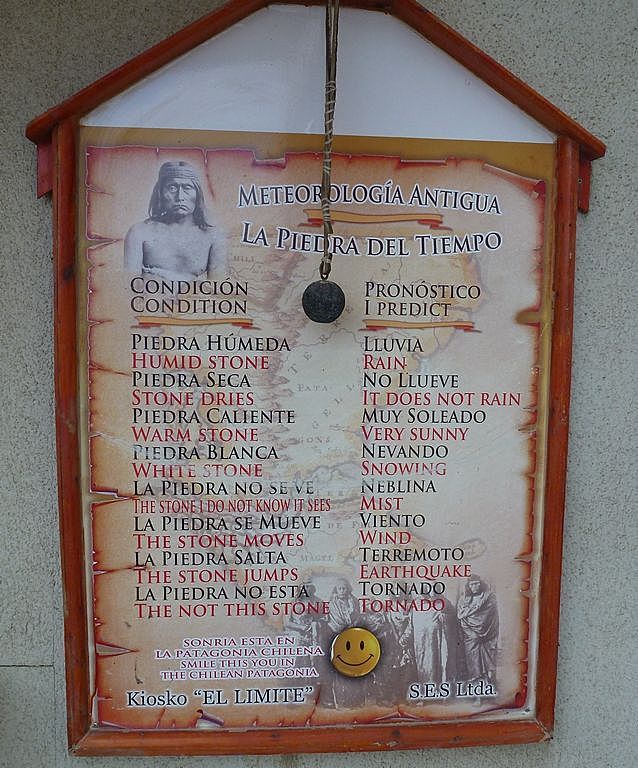 METEOROLOGÍA ANTIGUA
LA PIEDRA DEL TIEMPO
CONDICIÓN PRONÓSTICO
CONDITION I PREDICT
PIEDRA HÚMEDA LLUVIA
HUMID STONE RAIN
PIEDRA SECA NO LLUEVE
STONE DRIES IT DOES NOT RAIN
PIEDRA CALIENTE MUY SOLEADO
WARM STONE VERY SUNNY
PIEDRA BLANCA NEVANDO
WHITE STONE SNOWING
LA PIEDRA NO SE VE NEBLINA
THE STONE I DO NOT KNOW IT SEES MIST
LA PIEDRA SE MUEVE VIENTO
THE STONE MOVES WIND
LA PIEDRA SALTA TERREMOTO
THE STONE JUMPS EARTHQUAKE
LA PIEDRA NO ESTÁ TORNADO
THE NOT THIS STONE TORNADO
SONRIA ESTA EN
LA PATAGONIA CHILENA
SMILE THIS YOU IN
THE CHILEAN PATAGONIA
Kiosko "EL LIMITE" S.E.S Ltda.